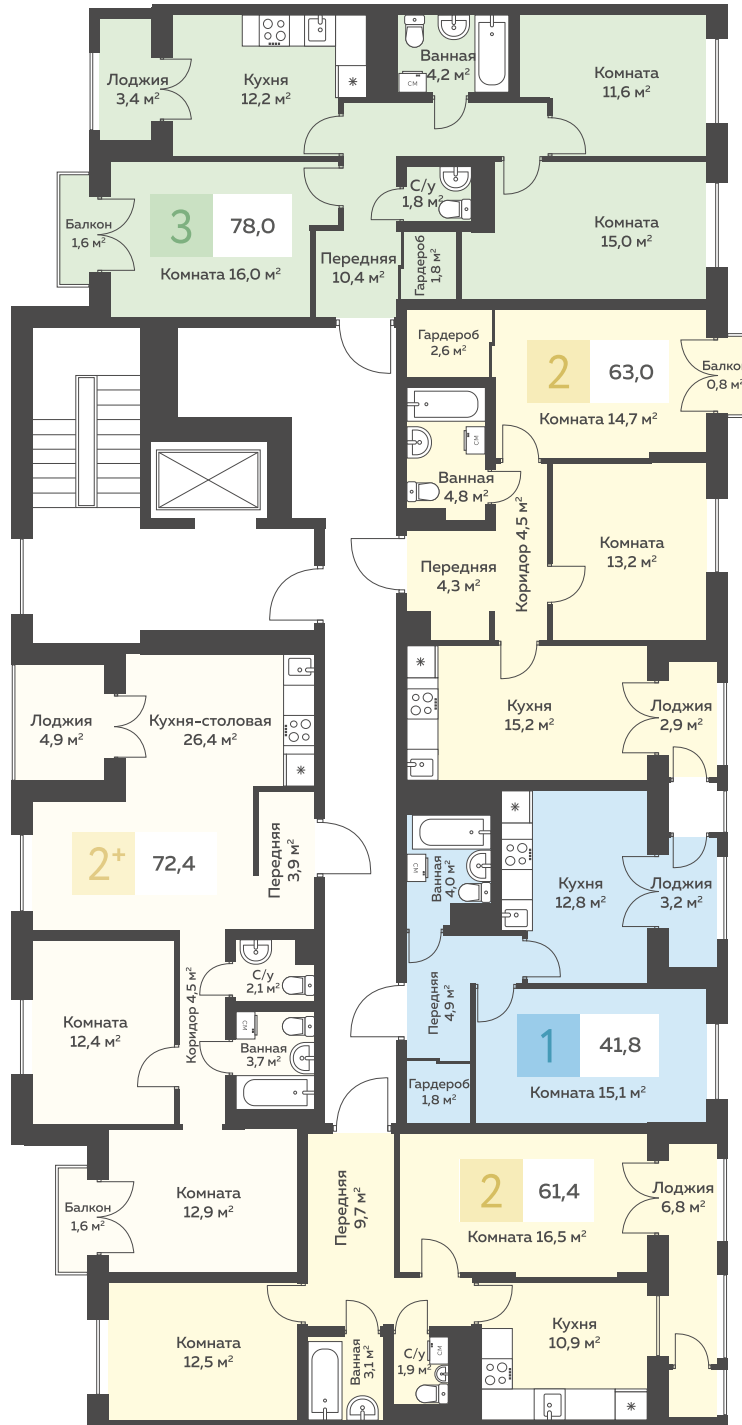 Лоджия
3,4 м²
Кухня
12,2 м²
Ванная
4,2 м²
СМ
Комната
11,6 м²
Балкон
1,6 м²
3
78,0
Комната 16,0 м²
С/у
1,8 м²
Передняя
10,4 м²
Гардероб
1,8 м²
Комната
15,0 м²
Гардероб
2,6 м²
2
63,0
Комната 14,7 м²
Балкон
0,8 м²
СМ
Ванная
4,8 м²
Коридор 4,5 м²
Передняя
4,3 м²
Комната
13,2 м²
Лоджия
4,9 м²
Кухня-столовая
26,4 м²
Кухня
15,2 м²
Лоджия
2,9 м²
2+
72,4
Передняя
3,9 м²
СМ
Ванная
4,0 м²
Кухня
12,8 м²
Лоджия
3,2 м²
Комната
12,4 м²
Коридор 4,5 м²
С/у
2,1 м²
СМ
Ванная
3,7 м²
Передняя
4,9 м²
Гардероб
1,8 м²
1
41,8
Комната 15,1 м²
Балкон
1,6 м²
Комната
12,9 м²
Передняя
9,7 м²
2
61,4
Комната 16,5 м²
Лоджия
6,8 м²
Комната
12,5 м²
Ванная
3,1 м²
С/у
1,9 м²
СМ
Кухня
10,9 м²